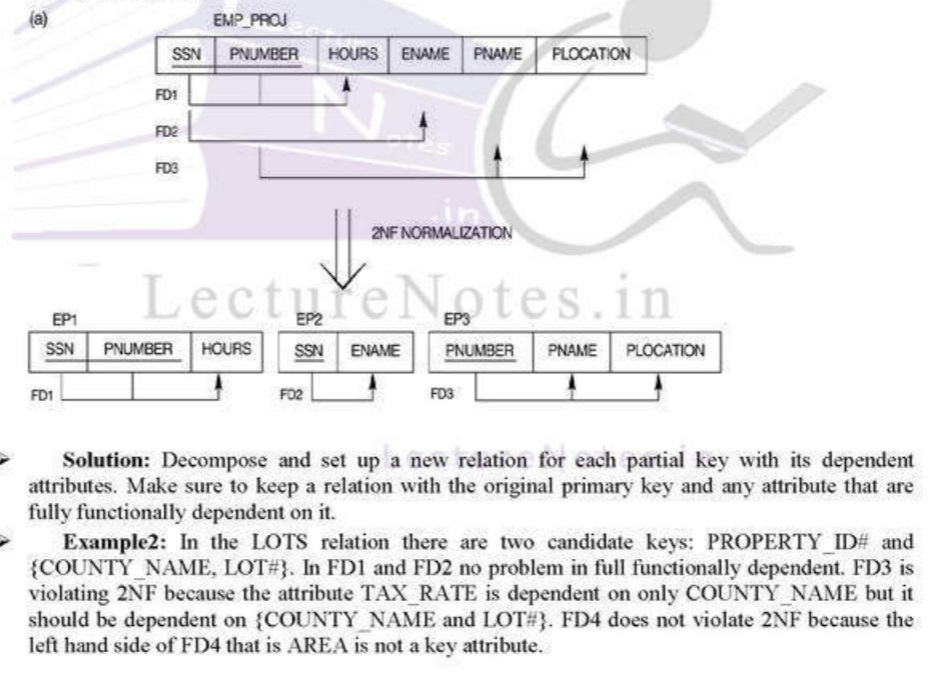 (a)
EMP_PROJ
SSN PNUMBER HOURS ENAME PNAME PLOCATION
FD1
FD2
FD3
Notes
.in
2NF NORMALIZATION
LectureNotes.in
EP1 EP2 EP3
SSN PNUMBER HOURS SSN ENAME PNUMBER PNAME PLOCATION
FD1 FD2 FD3
Solution: Decompose and set up a new relation for each partial key with its dependent
attributes. Make sure to keep a relation with the original primary key and any attribute that are
fully functionally dependent on it.
Example2: In the LOTS relation there are two candidate keys: PROPERTY_ID# and
{COUNTY_NAME, LOT#}. In FD1 and FD2 no problem in full functionally dependent. FD3 is
violating 2NF because the attribute TAX_RATE is dependent on only COUNTY_NAME but it
should be dependent on {COUNTY_NAME and LOT#}. FD4 does not violate 2NF because the
left hand side of FD4 that is AREA is not a key attribute.